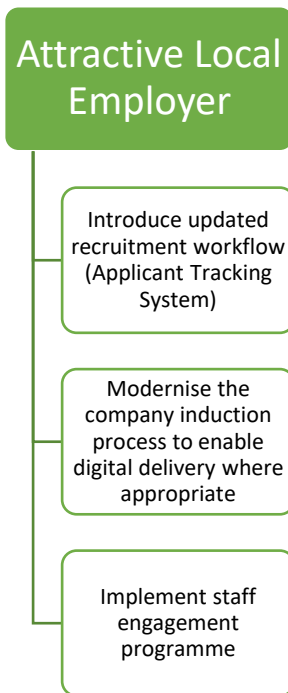 Attractive Local
Employer
Introduce updated
recruitment workflow
(Applicant Tracking
System)
Modernise the
company induction
process to enable
digital delivery where
appropriate
Implement staff
engagement
programme